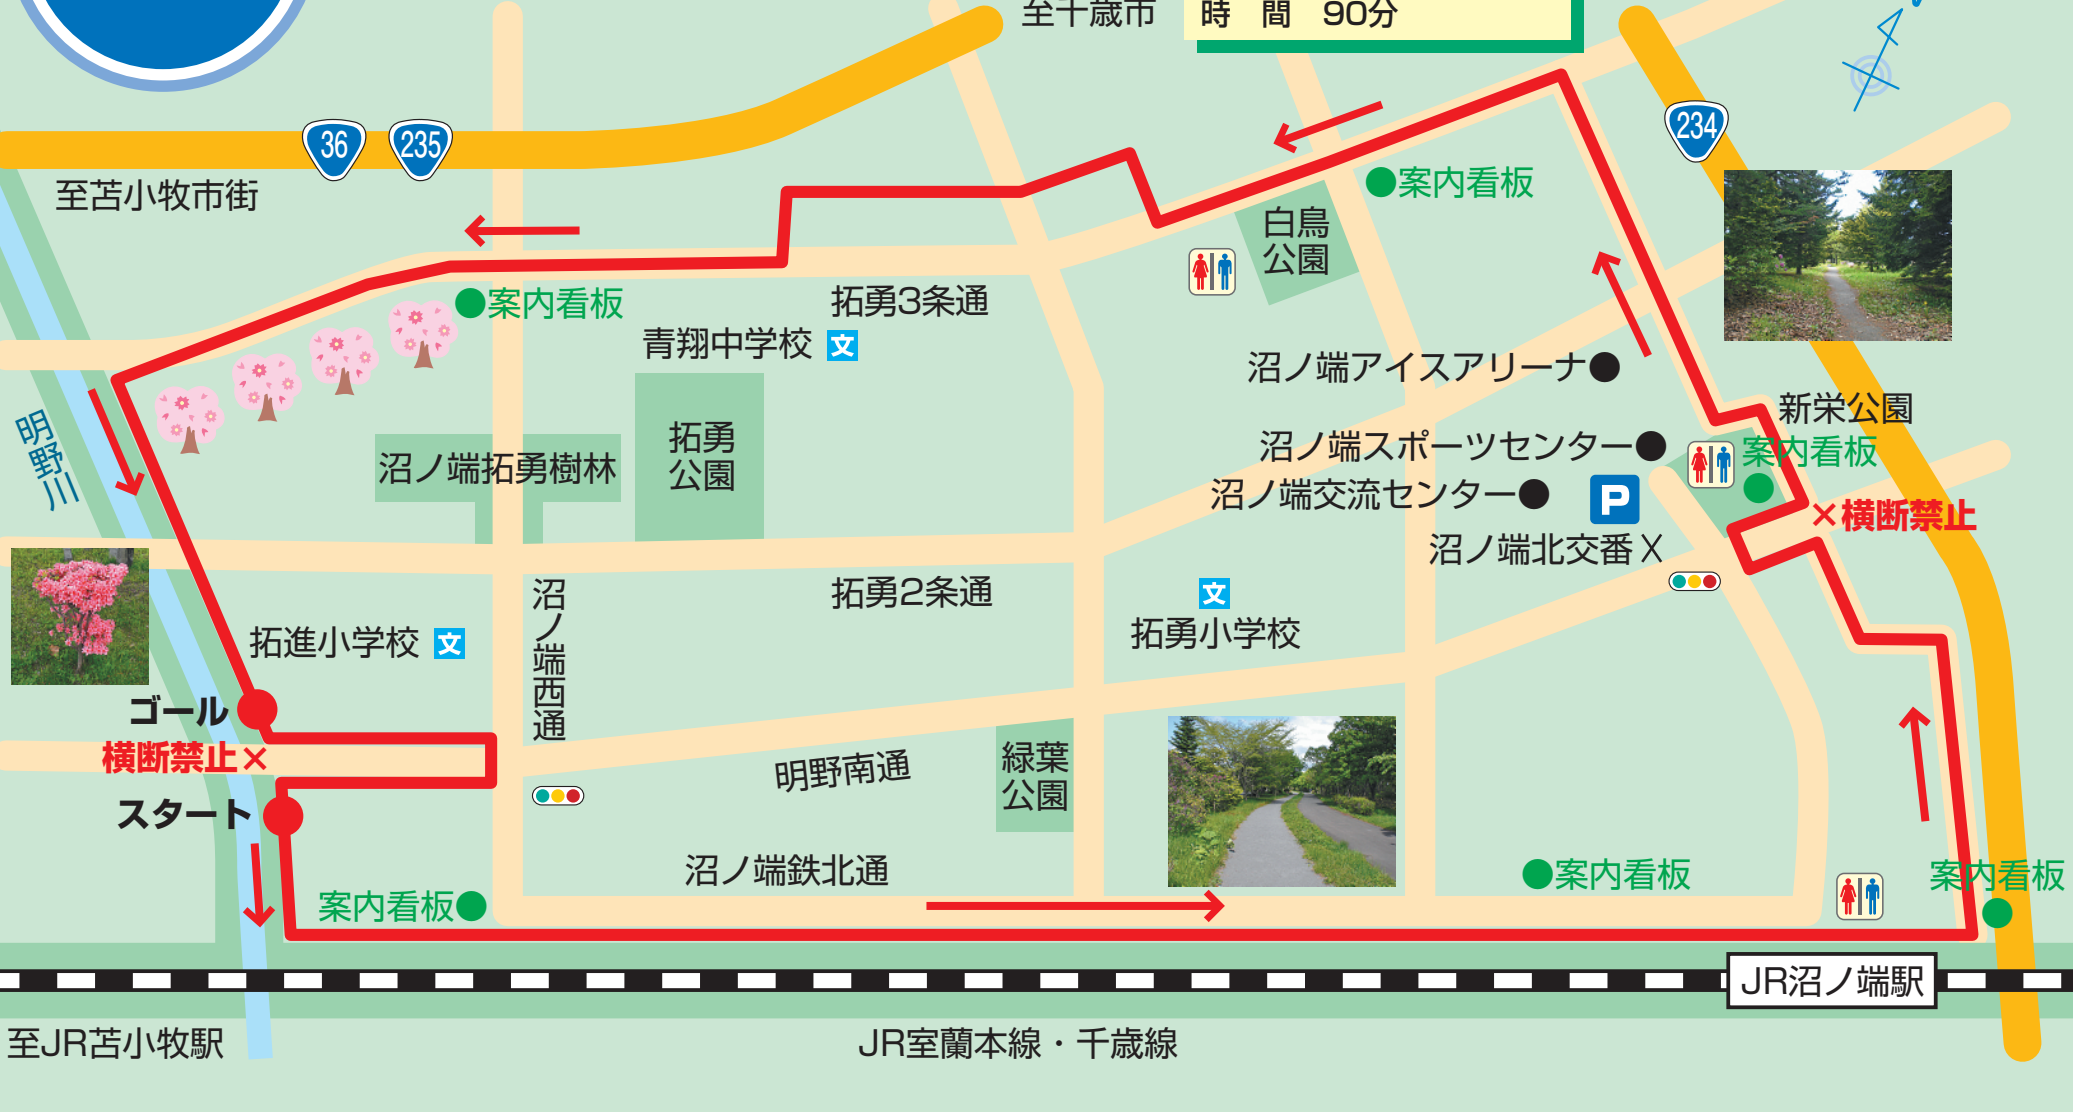 至千歳市
時 間 90分
36
235
234
至苫小牧市街
案内看板
白鳥
公園
案内看板
拓勇3条通
青翔中学校
文
沼ノ端アイスアリーナ
新栄公園
明野川
拓勇
公園
沼ノ端スポーツセンター
案内看板
沼ノ端拓勇樹林
沼ノ端交流センター
P
×横断禁止
沼ノ端北交番X
拓勇2条通
文
沼ノ端西通
拓進小学校
文
拓勇小学校
ゴール
横断禁止×
明野南通
緑葉
公園
スタート
沼ノ端鉄北通
案内看板
案内看板
案内看板
JR沼ノ端駅
至JR苫小牧駅
JR室蘭本線・千歳線